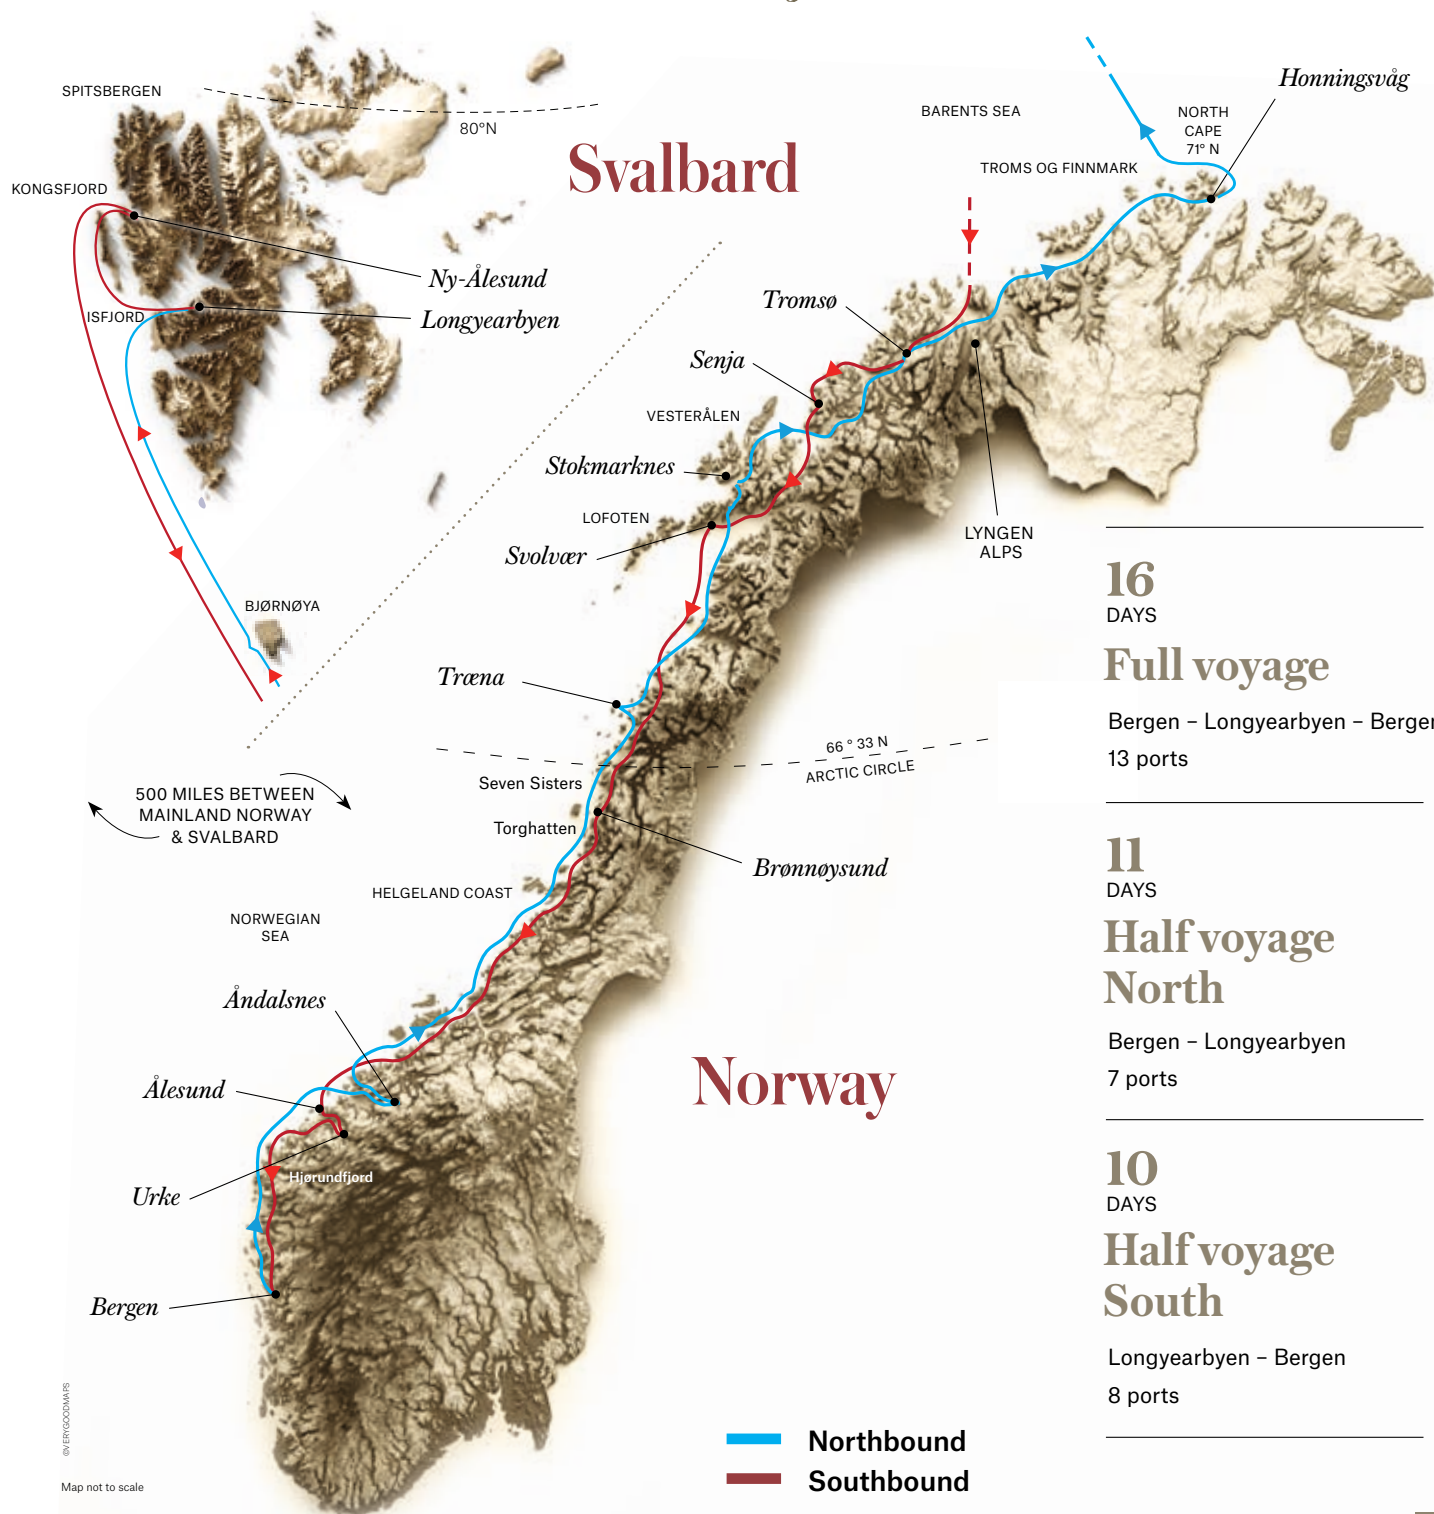 SPITSBERGEN
80°N
Svalbard
BARENTS SEA
Honningsvåg
NORTH
CAPE
71° N
TROMS OG FINNMARK
KONGSFJORD
Ny-Ålesund
Longyearbyen
ISFJORD
Tromsø
Senja
VESTERÅLEN
Stokmarknes
LOFOTEN
Svolvær
LYNGEN
ALPS
BJØRNØYA
Træna
66 ° 33 N
ARCTIC CIRCLE
500 MILES BETWEEN
MAINLAND NORWAY
& SVALBARD
Seven Sisters
Torghatten
Brønnøysund
HELGELAND COAST
NORWEGIAN
SEA
Åndalsnes
Norway
Ålesund
Hjørundfjord
Urke
Bergen
16
DAYS
Full voyage
Bergen – Longyearbyen – Bergen
13 ports
11
DAYS
Half voyage
North
Bergen – Longyearbyen
7 ports
10
DAYS
Half voyage
South
Longyearbyen – Bergen
8 ports
Northbound
Southbound
©VERYGOODMAPS
Map not to scale